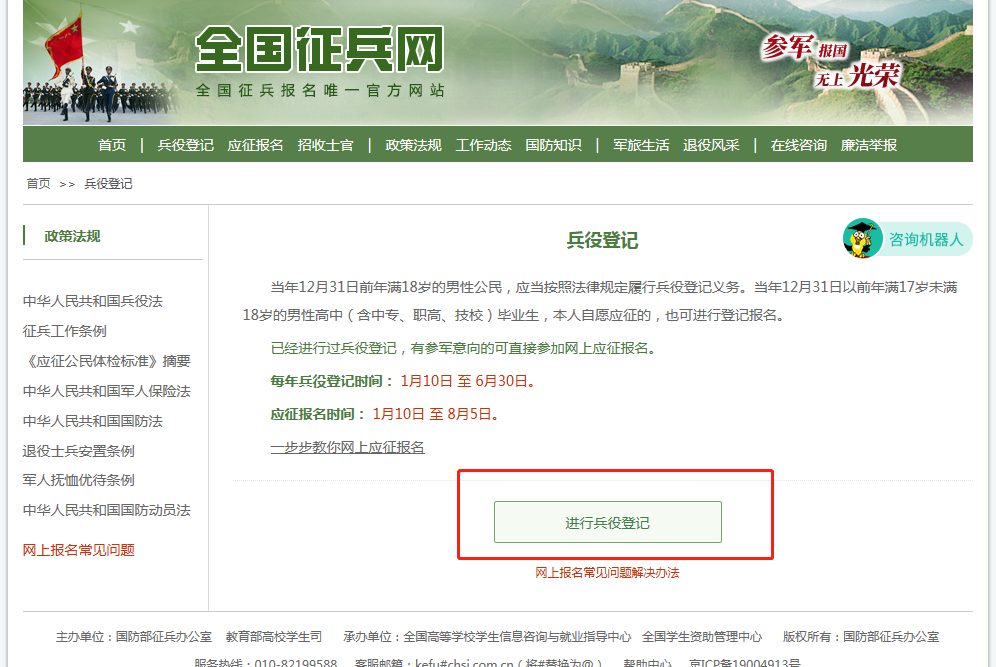 全国征兵网
全国征兵报名唯一官方网站
参军 报国
无上 光荣
首页 | 兵役登记 应征报名 招收士官 | 政策法规 工作动态 国防知识 | 军旅生活 退役风采 | 在线咨询 廉洁举报
首页 >> 兵役登记
政策法规
中华人民共和国兵役法
征兵工作条例
《应征公民体检标准》摘要
中华人民共和国军人保险法
中华人民共和国国防法
退役士兵安置条例
军人抚恤优待条例
中华人民共和国国防动员法
网上报名常见问题
兵役登记
咨询机器人
当年12月31日前年满18岁的男性公民，应当按照法律规定履行兵役登记义务。当年12月31日以前年满17岁未满
18岁的男性高中（含中专、职高、技校）毕业生，本人自愿应征的，也可进行登记报名。
已经进行过兵役登记，有参军意向的可直接参加网上应征报名。
每年兵役登记时间： 1月10日 至 6月30日。
应征报名时间： 1月10日 至 8月5日。
一步步教你网上应征报名
进行兵役登记
网上报名常见问题解决办法
主办单位：国防部征兵办公室 教育部高校学生司 承办单位：全国高等学校学生信息咨询与就业指导中心 全国学生资助管理中心 版权所有：国防部征兵办公室
服务热线：010-82199588 客服邮箱：kefu#chsi.com.cn（将#替换为@） 帮助中心 京ICP备19004913号